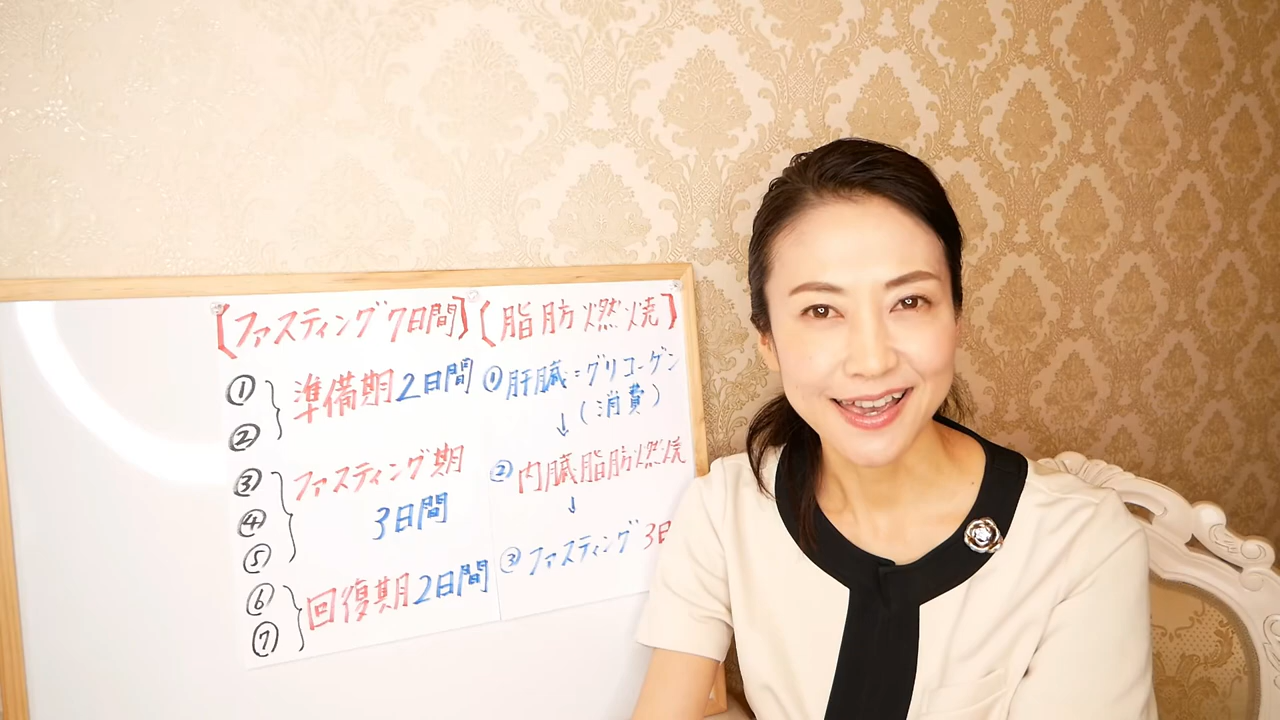 【ファスティング7日間】
① 準備期2日間
②
③ ファスティング期
④ 3日間
⑤
⑥ 回復期2日間
⑦
【脂肪燃焼】
①肝臓=グリコーゲン
↓(消費)
②内臓脂肪燃焼
↓
③ファスティング3日